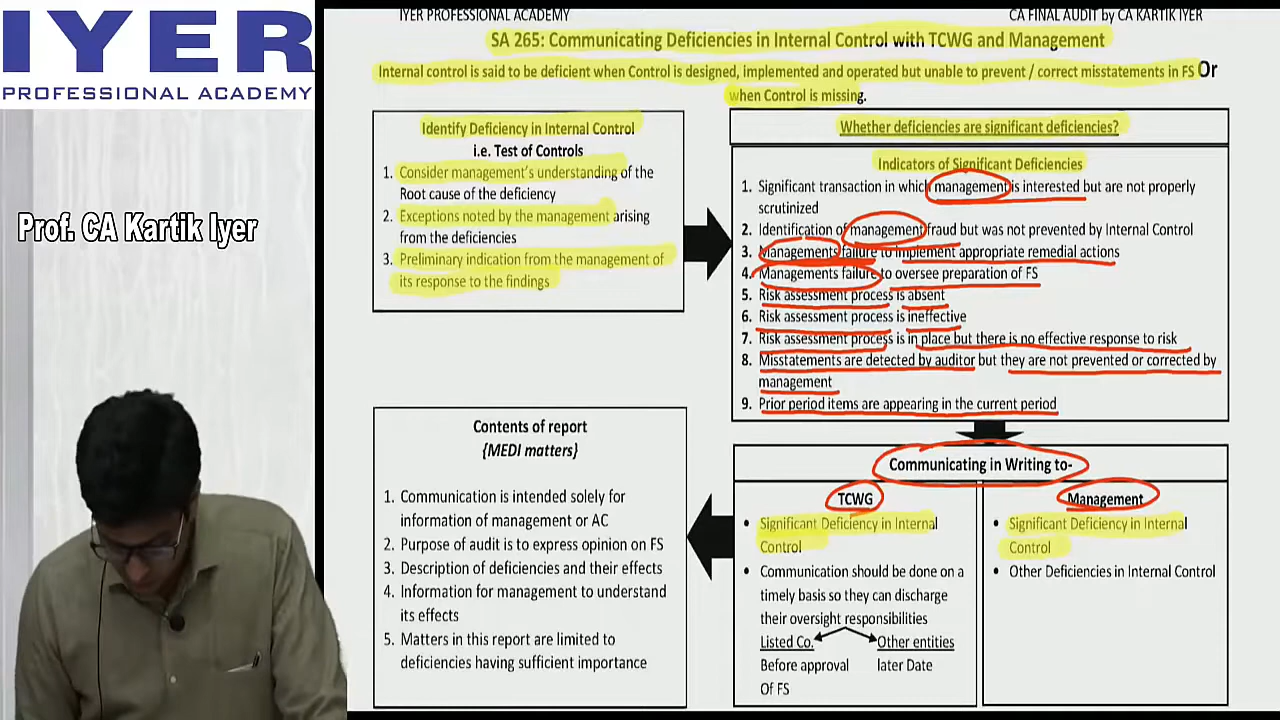 IYER
PROFESSIONAL ACADEMY
Prof. CA Kartik Iyer
IYER PROFESSIONAL ACADEMY
CA FINAL AUDIT by CA KARTIK IYER
SA 265: Communicating Deficiencies in Internal Control with TCWG and Management
Internal control is said to be deficient when Control is designed, implemented and operated but unable to prevent / correct misstatements in FS Or
when Control is missing.
Identify Deficiency in Internal Control
i.e. Test of Controls
1. Consider management's understanding of the
Root cause of the deficiency
2. Exceptions noted by the management arising
from the deficiencies
3. Preliminary indication from the management of
its response to the findings
Whether deficiencies are significant deficiencies?
Indicators of Significant Deficiencies
1. Significant transaction in which management is interested but are not properly
scrutinized
2. Identification of management fraud but was not prevented by Internal Control
3. Managements failure to implement appropriate remedial actions
4. Managements failure to oversee preparation of FS
5. Risk assessment process is absent
6. Risk assessment process is ineffective
7. Risk assessment process is in place but there is no effective response to risk
8. Misstatements are detected by auditor but they are not prevented or corrected by
management
9. Prior period items are appearing in the current period
Communicating in Writing to-
TCWG
• Significant Deficiency in Internal
Control
• Communication should be done on a
timely basis so they can discharge
their oversight responsibilities
Listed Co. Other entities
Before approval later Date
Of FS
Management
• Significant Deficiency in Internal
Control
• Other Deficiencies in Internal Control
Contents of report
{MEDI matters}
1. Communication is intended solely for
information of management or AC
2. Purpose of audit is to express opinion on FS
3. Description of deficiencies and their effects
4. Information for management to understand
its effects
5. Matters in this report are limited to
deficiencies having sufficient importance